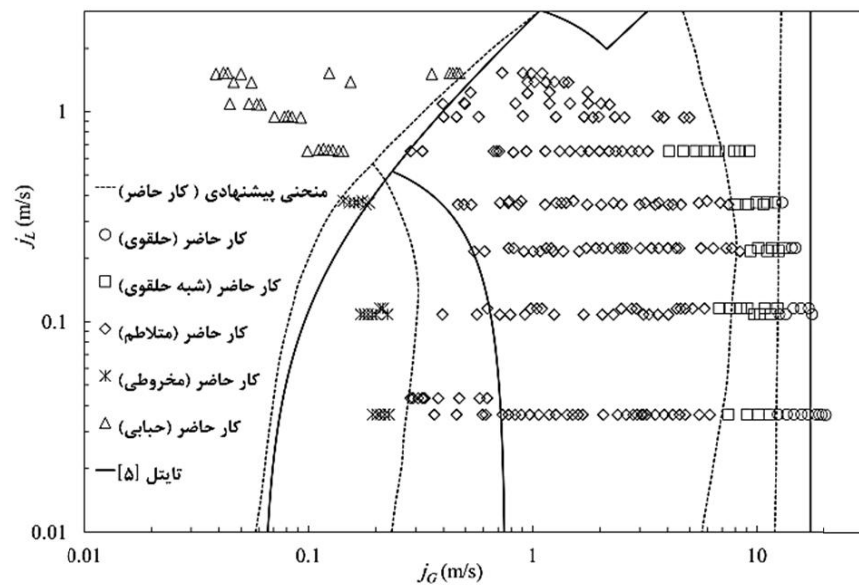 1
0.1
0.01
j_L (m/s)
منحنی پیشنهادی ( کار حاضر)
کار حاضر (حلقوی)
کار حاضر (شبه حلقوی)
کار حاضر (متلاطم)
کار حاضر (مخروطی)
کار حاضر (حبابی)
تایتل [۵]
0.01 0.1 1 10
j_G (m/s)